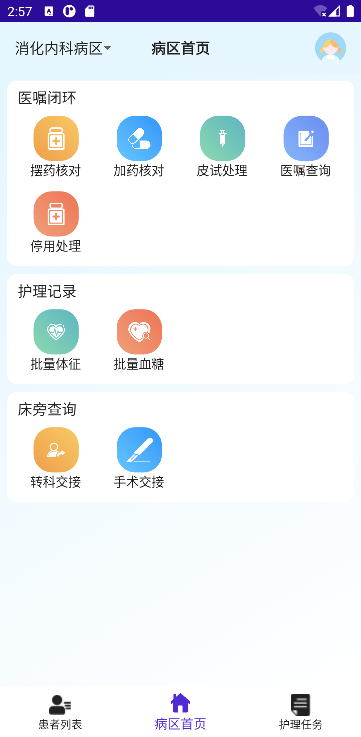 2:57
消化内科病区 病区首页
医嘱闭环
摆药核对 加药核对 皮试处理 医嘱查询
停用处理
护理记录
批量体征 批量血糖
床旁查询
转科交接 手术交接
患者列表 病区首页 护理任务